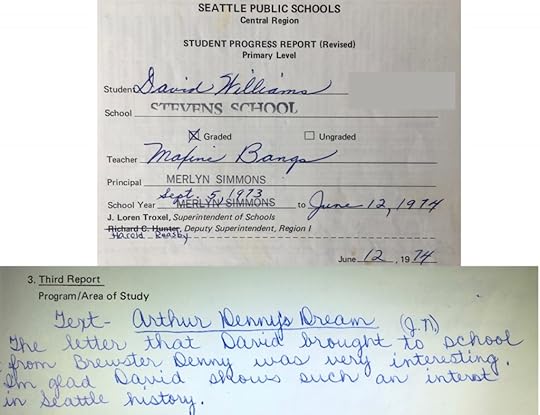 SEATTLE PUBLIC SCHOOLS
Central Region
STUDENT PROGRESS REPORT (Revised)
Primary Level
Student David Williams
School STEVENS SCHOOL
☒ Graded ☐ Ungraded
Teacher Maxine Bangs
Principal MERLYN SIMMONS
Sept. 5, 1973
School Year MERLYN SIMMONS to June 12, 1974
J. Loren Troxel, Superintendent of Schools
Richard C. Hunter, Deputy Superintendent, Region I
Harold Reasby
June 12, 1974
3. Third Report
Program/Area of Study
Text- Arthur Denny's Dream (J.N)
The letter that David brought to school
from Brewster Denny was very interesting.
I'm glad David shows such an interest
in Seattle history.